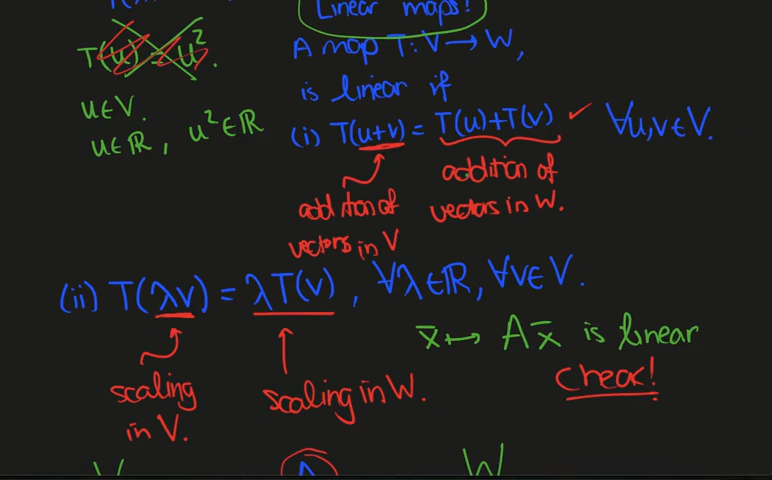 Linear maps!
T(u) = u².
u∈V.
u∈ℝ, u²∈ℝ
A map T: V → W,
is linear if
(i) T(u+v) = T(u)+T(v) ✓ ∀u,v∈V.
addition of
vectors in V
addition of
vectors in W.
(ii) T(λv) = λT(v), ∀λ∈ℝ, ∀v∈V.
scaling
in V.
scaling in W.
x̄ ↦ Ax̄ is linear
Check!
V
W